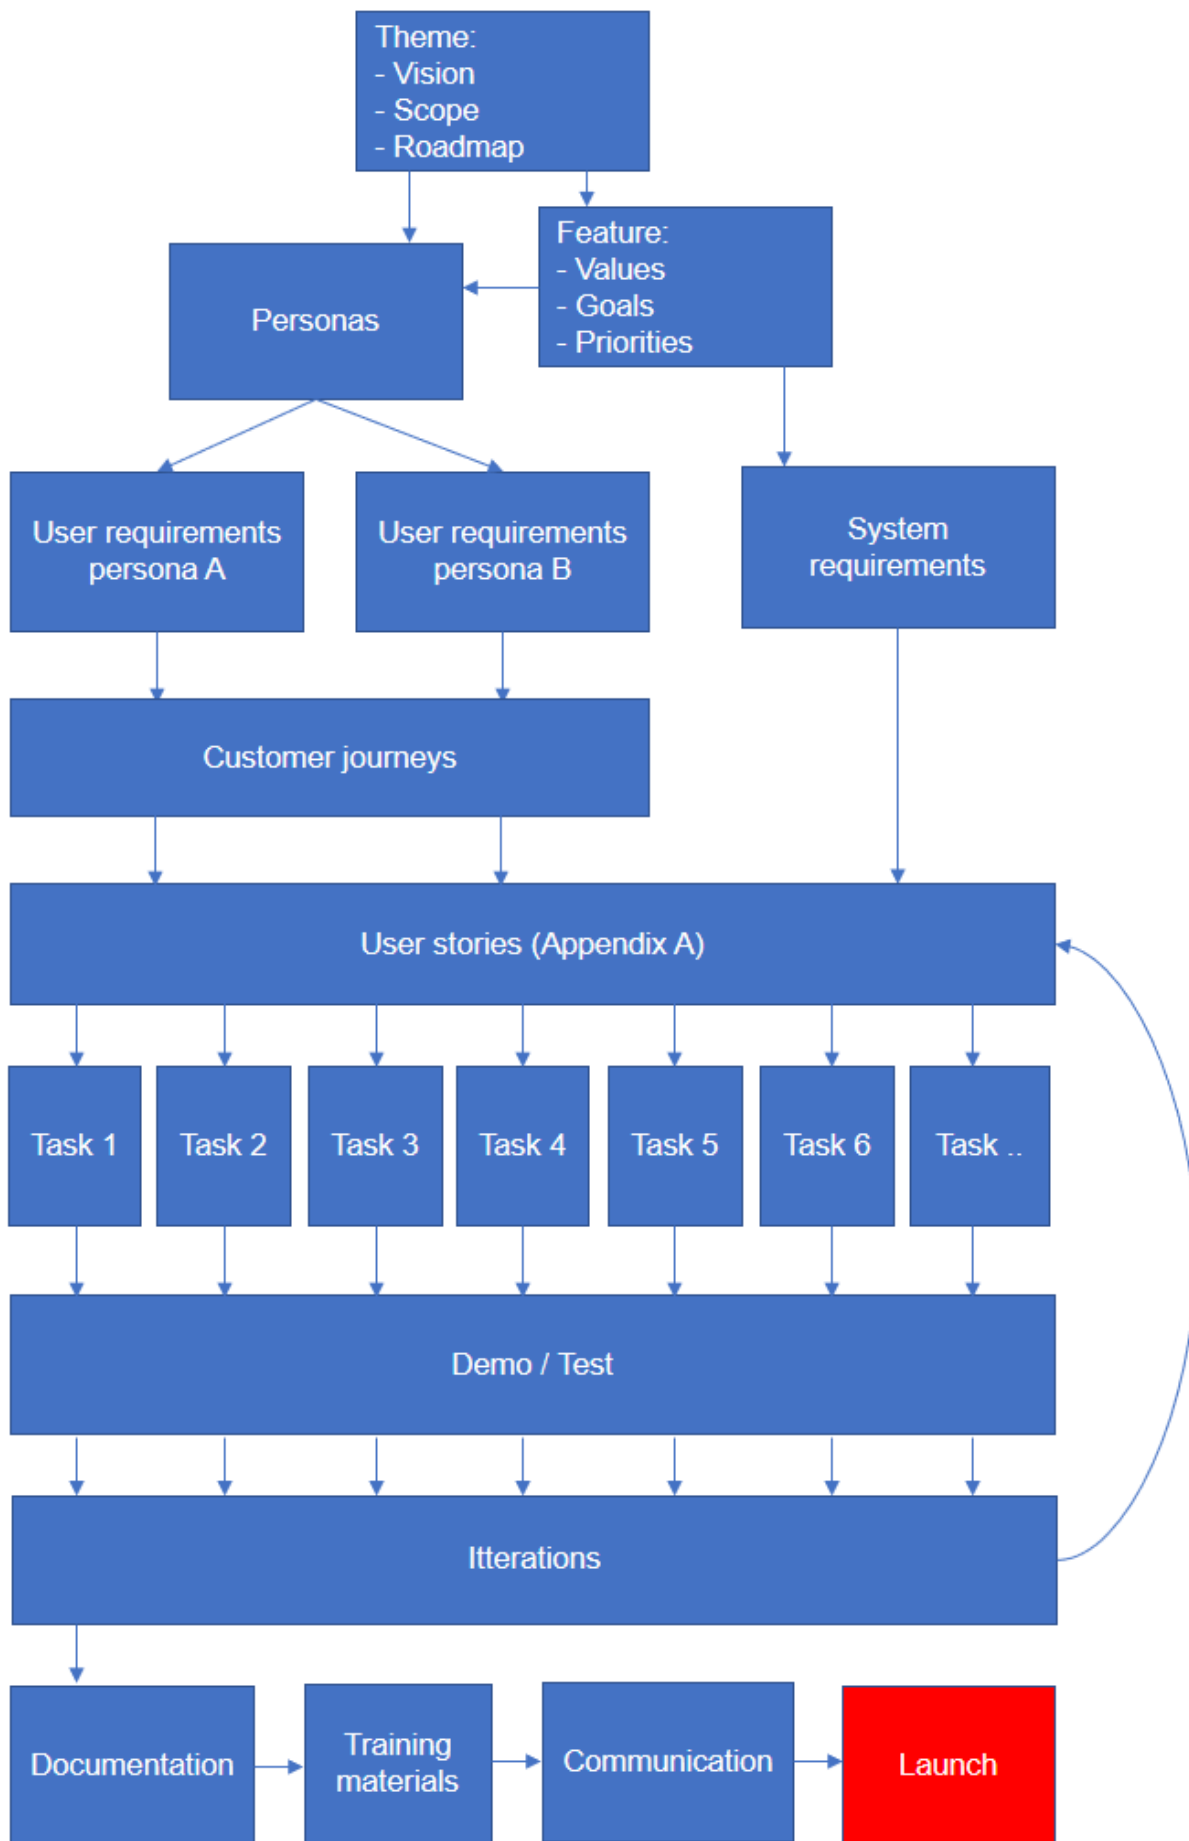 Theme:
- Vision
- Scope
- Roadmap
Feature:
- Values
- Goals
- Priorities
Personas
User requirements
persona A
User requirements
persona B
System
requirements
Customer journeys
User stories (Appendix A)
Task 1
Task 2
Task 3
Task 4
Task 5
Task 6
Task ..
Demo / Test
Itterations
Documentation
Training
materials
Communication
Launch